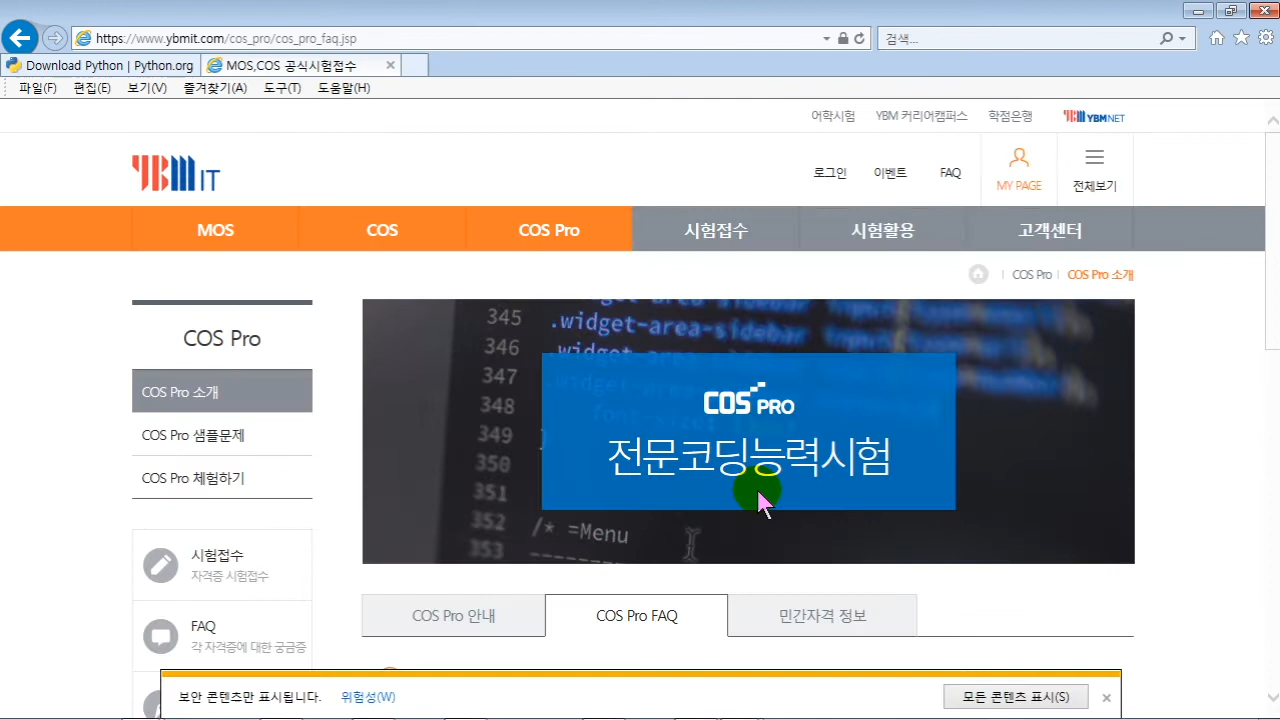 https://www.ybmit.com/cos_pro/cos_pro_faq.jsp
검색...
Download Python | Python.org
MOS,COS 공식시험접수
파일(F) 편집(E) 보기(V) 즐겨찾기(A) 도구(T) 도움말(H)
어학시험 YBM 커리어캠퍼스 학점은행 YBMNET
YBM IT
로그인 이벤트 FAQ MY PAGE 전체보기
MOS COS COS Pro 시험접수 시험활용 고객센터
COS Pro COS Pro 소개
COS Pro
COS Pro 소개
COS Pro 샘플문제
COS Pro 체험하기
시험접수
자격증 시험접수
FAQ
각 자격증에 대한 궁금증
345
346 .widget-area-sidebar
347
348
349 }
350
351
352 /* =Menu
353 --------
COS PRO
전문코딩능력시험
COS Pro 안내 COS Pro FAQ 민간자격 정보
보안 콘텐츠만 표시됩니다. 위험성(W) 모든 콘텐츠 표시(S)